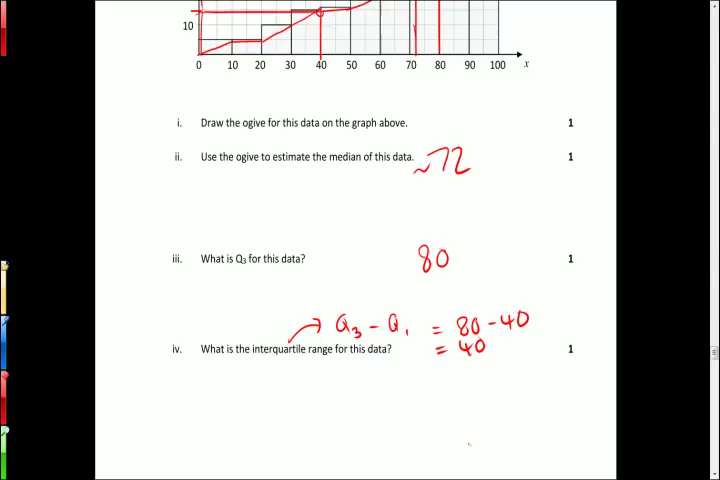 10
0 10 20 30 40 50 60 70 80 90 100 x
i. Draw the ogive for this data on the graph above. 1
ii. Use the ogive to estimate the median of this data. ~72 1
iii. What is Q3 for this data? 80 1
Q3 - Q1 = 80 - 40
iv. What is the interquartile range for this data? = 40 1